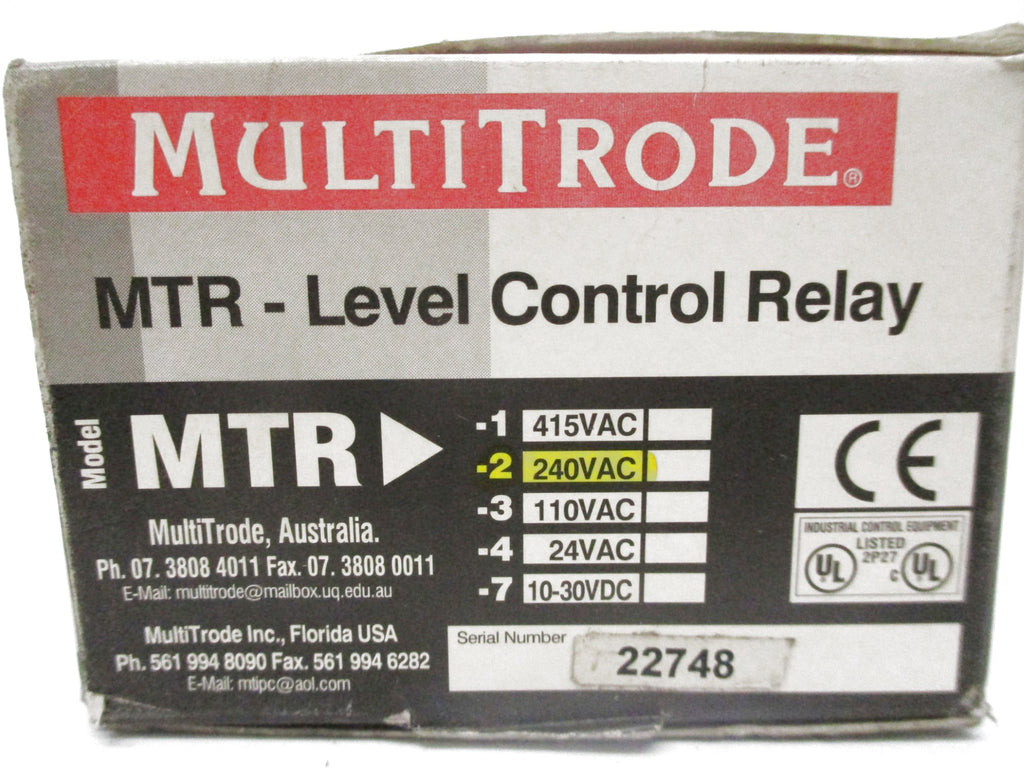 MULTITRODE®
MTR - Level Control Relay
Model
MTR
-1 415VAC
-2 240VAC
-3 110VAC
-4 24VAC
-7 10-30VDC
MultiTrode, Australia.
Ph. 07. 3808 4011 Fax. 07. 3808 0011
E-Mail: multitrode@mailbox.uq.edu.au
MultiTrode Inc., Florida USA
Ph. 561 994 8090 Fax. 561 994 6282
E-Mail: mtipc@aol.com
CE
INDUSTRIAL CONTROL EQUIPMENT
LISTED
2P27
UL
C UL
Serial Number
22748